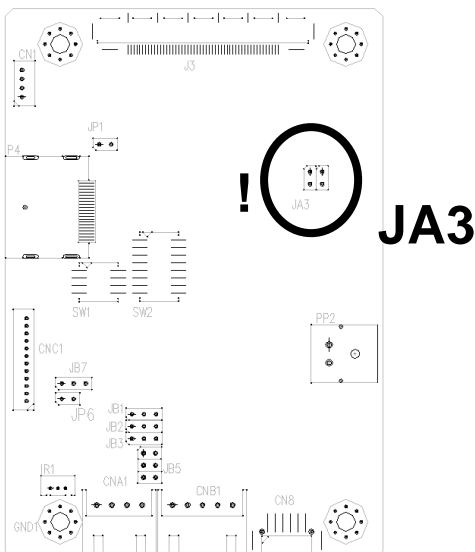 CN1
J3
JP1
P4
!
JA3
JA3
SW1
SW2
PP2
CNC1
JB7
JP6
JB1
JB2
JB3
JB5
JR1
CNA1
CNB1
CN8
GND1